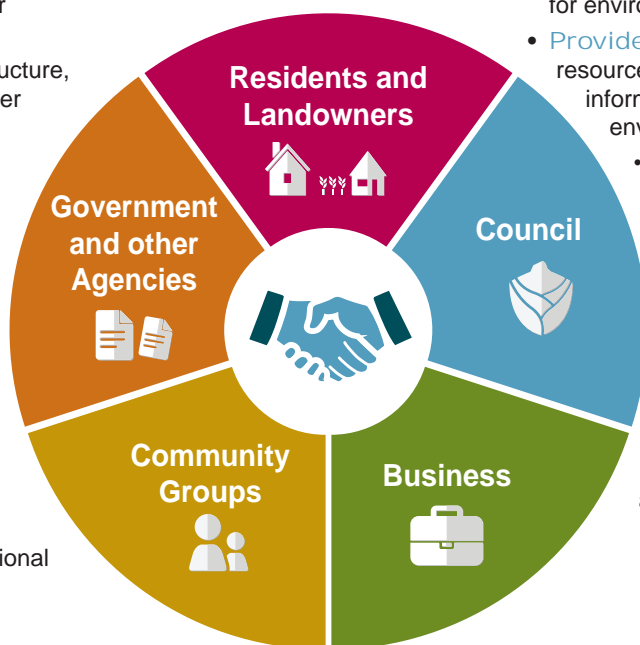 for enviro
• Provide
ucture,
resource
er
inform
env
•
Residents and
Landowners
Government
and other
Agencies
Council
Community
Groups
Business
ional